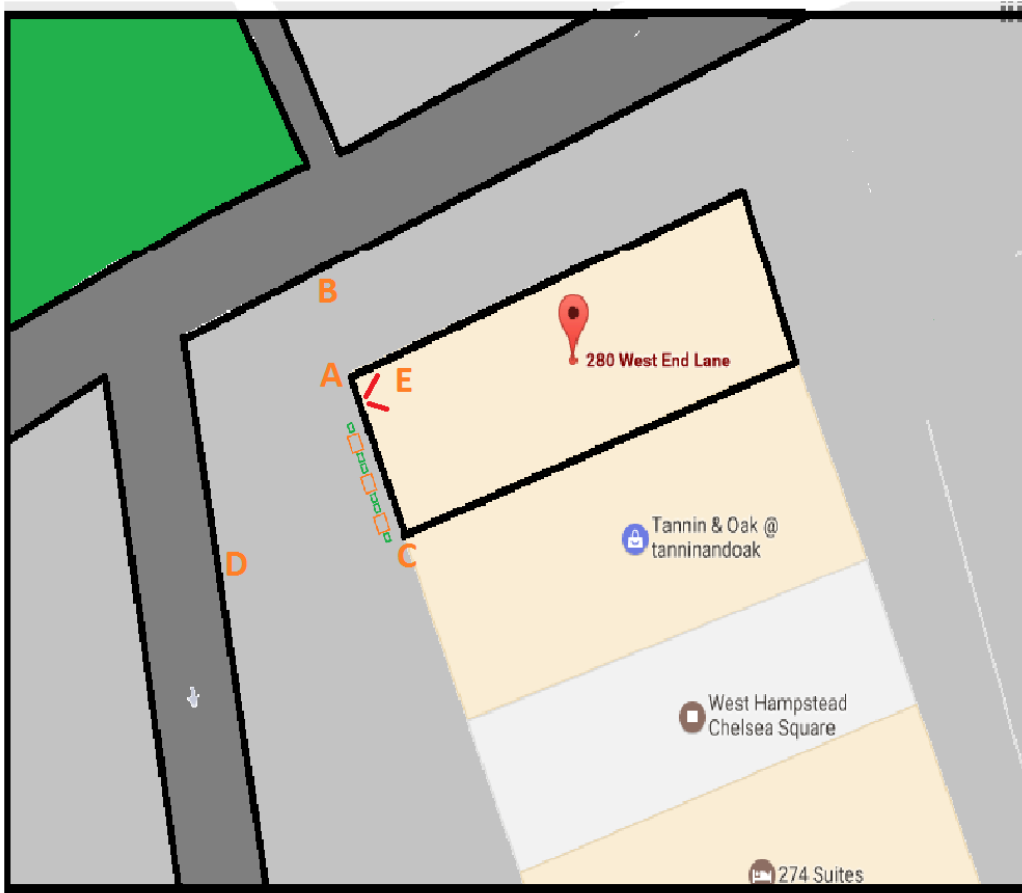 B
A
E
280 West End Lane
Tannin & Oak @
tanninandoak
C
D
West Hampstead
Chelsea Square
274 Suites